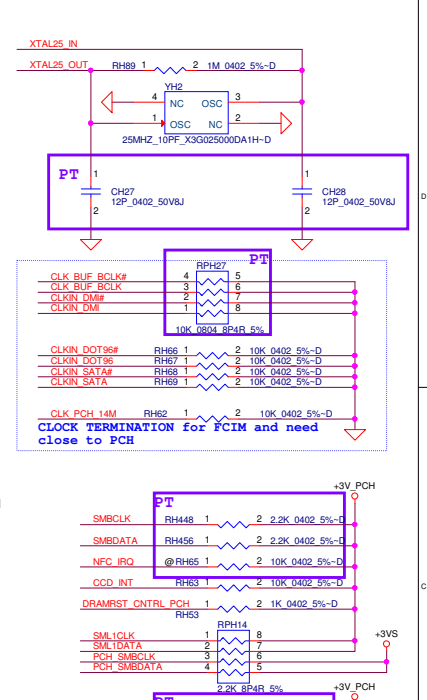 XTAL25_IN
XTAL25_OUT RH89 1 2 1M_0402_5%~D
YH2
4 NC OSC 3
1 OSC NC 2
25MHZ_10PF_X3G025000DA1H~D
PT
1 1
CH27 CH28
12P_0402_50V8J 12P_0402_50V8J
2 2
D
PT
RPH27
CLK_BUF_BCLK# 4 5
CLK_BUF_BCLK 3 6
CLKIN_DMI# 2 7
CLKIN_DMI 1 8
10K_0804_8P4R_5%
CLKIN_DOT96# RH66 1 2 10K_0402_5%~D
CLKIN_DOT96 RH67 1 2 10K_0402_5%~D
CLKIN_SATA# RH68 1 2 10K_0402_5%~D
CLKIN_SATA RH69 1 2 10K_0402_5%~D
CLK_PCH_14M RH62 1 2 10K_0402_5%~D
CLOCK TERMINATION for FCIM and need
close to PCH
+3V_PCH
PT
SMBCLK RH448 1 2 2.2K_0402_5%~D
SMBDATA RH456 1 2 2.2K_0402_5%~D
NFC_IRQ @RH65 1 2 10K_0402_5%~D
CCD_INT RH63 1 2 10K_0402_5%~D
C
DRAMRST_CNTRL_PCH 1 2 1K_0402_5%~D
RH53
RPH14
SML1CLK 1 8
+3VS
SML1DATA 2 7
PCH_SMBCLK 3 6
PCH_SMBDATA 4 5
2.2K_8P4R_5%
+3V_PCH
PT